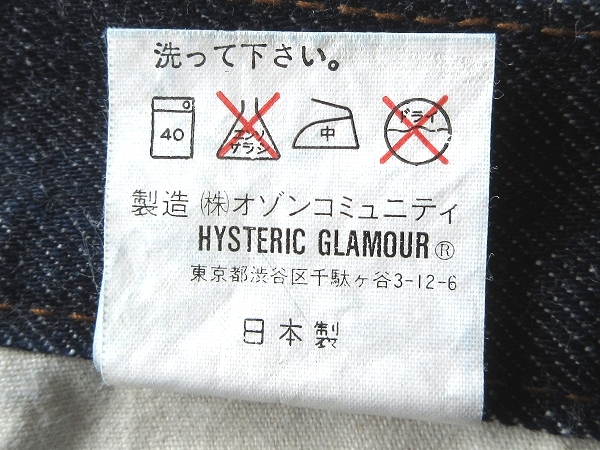 洗って下さい。
40 エンソ サラシ 中 ドライ
製造 (株)オゾンコミュニティ
HYSTERIC GLAMOUR®
東京都渋谷区千駄ヶ谷3-12-6
日本製